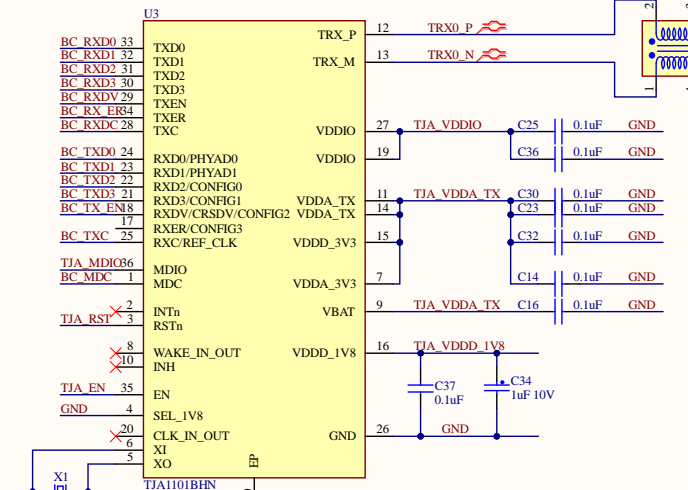 U3
BC_RXD0 33 TXD0 TRX_P 12 TRX0_P 2
BC_RXD1 32 TXD1 TRX_M 13 TRX0_N
BC_RXD2 31 TXD2
BC_RXD3 30 TXD3 1
BC_RXDV 29 TXEN
BC_RX_ER 34 TXER
BC_RXDC 28 TXC VDDIO 27 TJA_VDDIO C25 0.1uF GND
BC_TXD0 24 RXD0/PHYAD0 VDDIO 19 C36 0.1uF GND
BC_TXD1 23 RXD1/PHYAD1
BC_TXD2 22 RXD2/CONFIG0
BC_TXD3 21 RXD3/CONFIG1 VDDA_TX 11 TJA_VDDA_TX C30 0.1uF GND
BC_TX_EN 18 RXDV/CRSDV/CONFIG2 VDDA_TX 14 C23 0.1uF GND
17 RXER/CONFIG3
BC_TXC 25 RXC/REF_CLK VDDD_3V3 15 C32 0.1uF GND
TJA_MDIO 36 MDIO
BC_MDC 1 MDC VDDA_3V3 7 C14 0.1uF GND
2 INTn VBAT 9 TJA_VDDA_TX C16 0.1uF GND
TJA_RST 3 RSTn
8 WAKE_IN_OUT VDDD_1V8 16 TJA_VDDD_1V8
10 INH
TJA_EN 35 EN C37 0.1uF C34 1uF 10V
GND 4 SEL_1V8
20 CLK_IN_OUT GND 26 GND
6 XI
5 XO EP
X1 TJA1101BHN